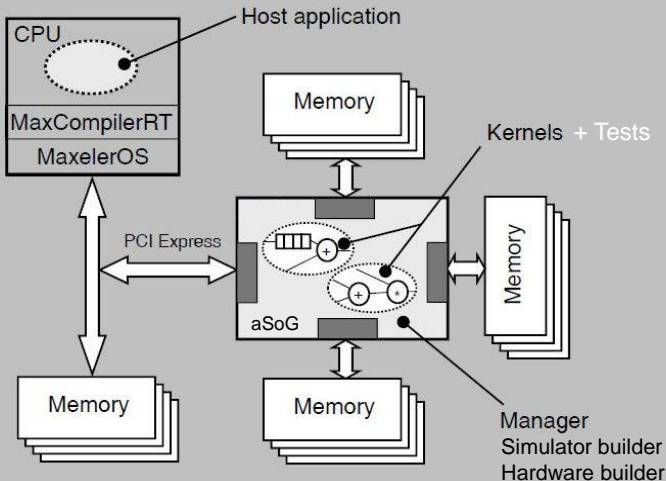 Host application
CPU
MaxCompilerRT
MaxelerOS
Memory
Kernels + Tests
PCI Express
+
+
*
aSoG
Memory
Memory
Memory
Manager
Simulator builder
Hardware builder